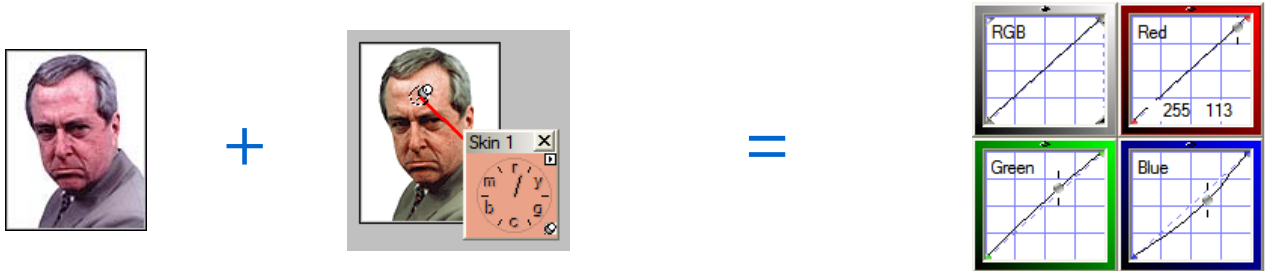 +
=
Skin 1
r
m y
b g
c
RGB
Red
255 113
Green
Blue